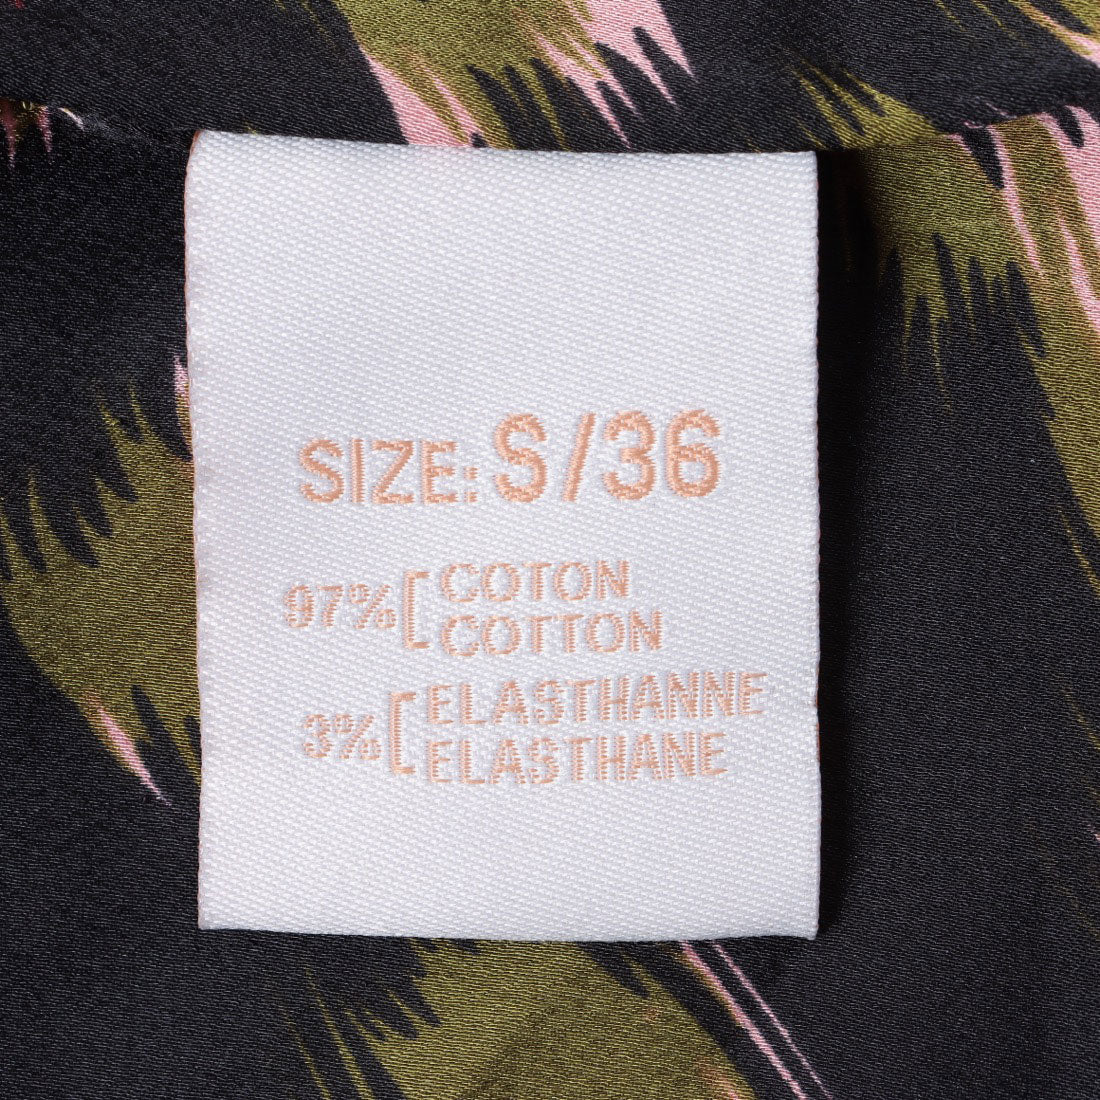 SIZE: S/36
97% [ COTON
COTTON
3% [ ELASTHANNE
ELASTHANE